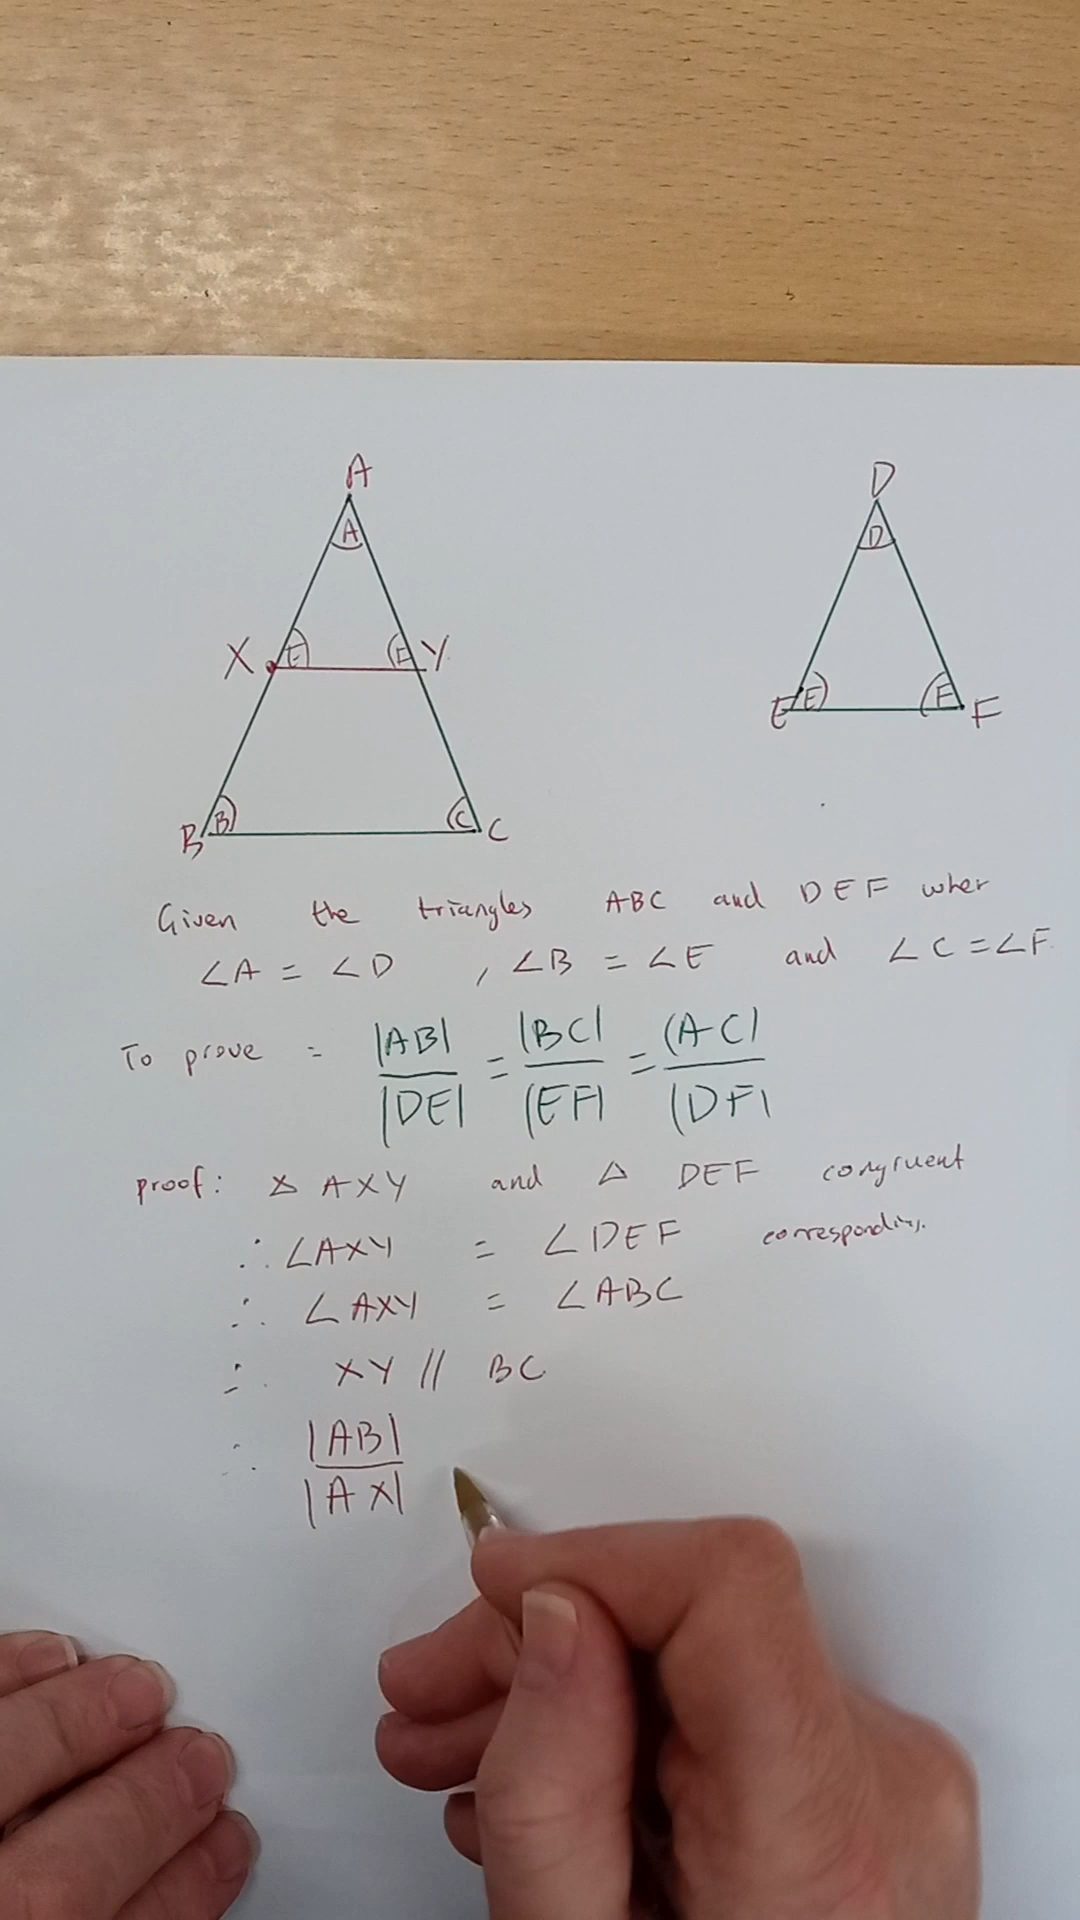 A
D
A
D
X E E Y
E E F F
B B C C
Given the triangles ABC and DEF wher
∠A = ∠D , ∠B = ∠E and ∠C = ∠F
To prove = |AB| / |DE| = |BC| / |EF| = |AC| / |DF|
proof: △ AXY and △ DEF congruent
∴ ∠AXY = ∠DEF corresponding.
∴ ∠AXY = ∠ABC
∴ XY // BC
∴ |AB| / |AX|